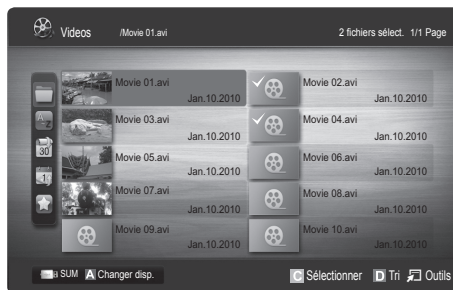 Videos /Movie 01.avi 2 fichiers sélect. 1/1 Page
Movie 01.avi Movie 02.avi
Jan.10.2010 Jan.10.2010
Movie 03.avi Movie 04.avi
Jan.10.2010 Jan.10.2010
Movie 05.avi Movie 06.avi
Jan.10.2010 Jan.10.2010
Movie 07.avi Movie 08.avi
Jan.10.2010 Jan.10.2010
Movie 09.avi Movie 10.avi
Jan.10.2010 Jan.10.2010
SUM A Changer disp. C Sélectionner D Tri Outils